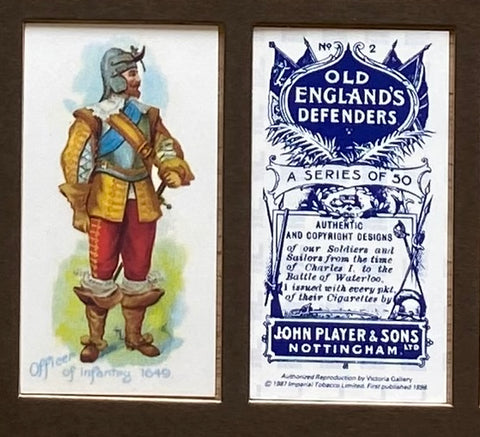 Officer
of Infantry 1649
No 2
OLD
ENGLAND'S
DEFENDERS
A SERIES OF 50
AUTHENTIC
AND COPYRIGHT DESIGNS
of our Soldiers and
Sailors from the time
of Charles I. to the
Battle of Waterloo.
1 issued with every pkt.
of their Cigarettes by
JOHN PLAYER & SONS
NOTTINGHAM. LTD
Authorized Reproduction by Victoria Gallery
© 1987 Imperial Tobacco Limited. First published 1898.